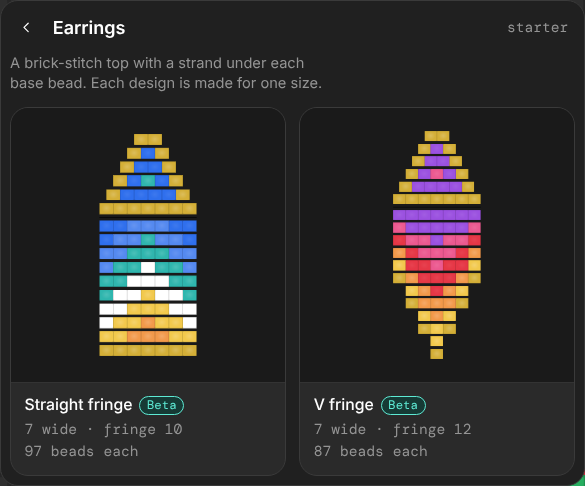 Earrings
starter
A brick-stitch top with a strand under each
base bead. Each design is made for one size.
Straight fringe Beta
7 wide · fringe 10
97 beads each
V fringe Beta
7 wide · fringe 12
87 beads each